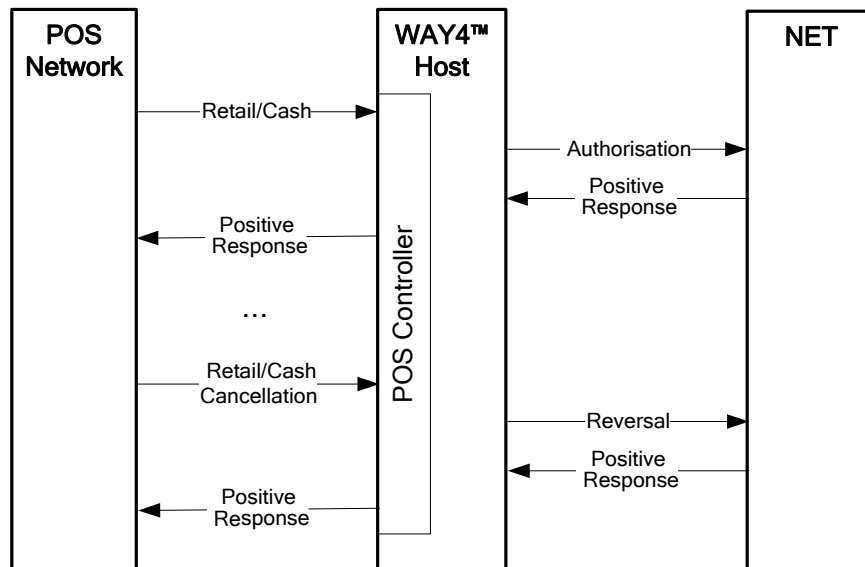 POS
Network
WAY4™
Host
NET
Retail/Cash
Authorisation
Positive
Response
Positive
Response
...
POS Controller
Retail/Cash
Cancellation
Reversal
Positive
Response
Positive
Response